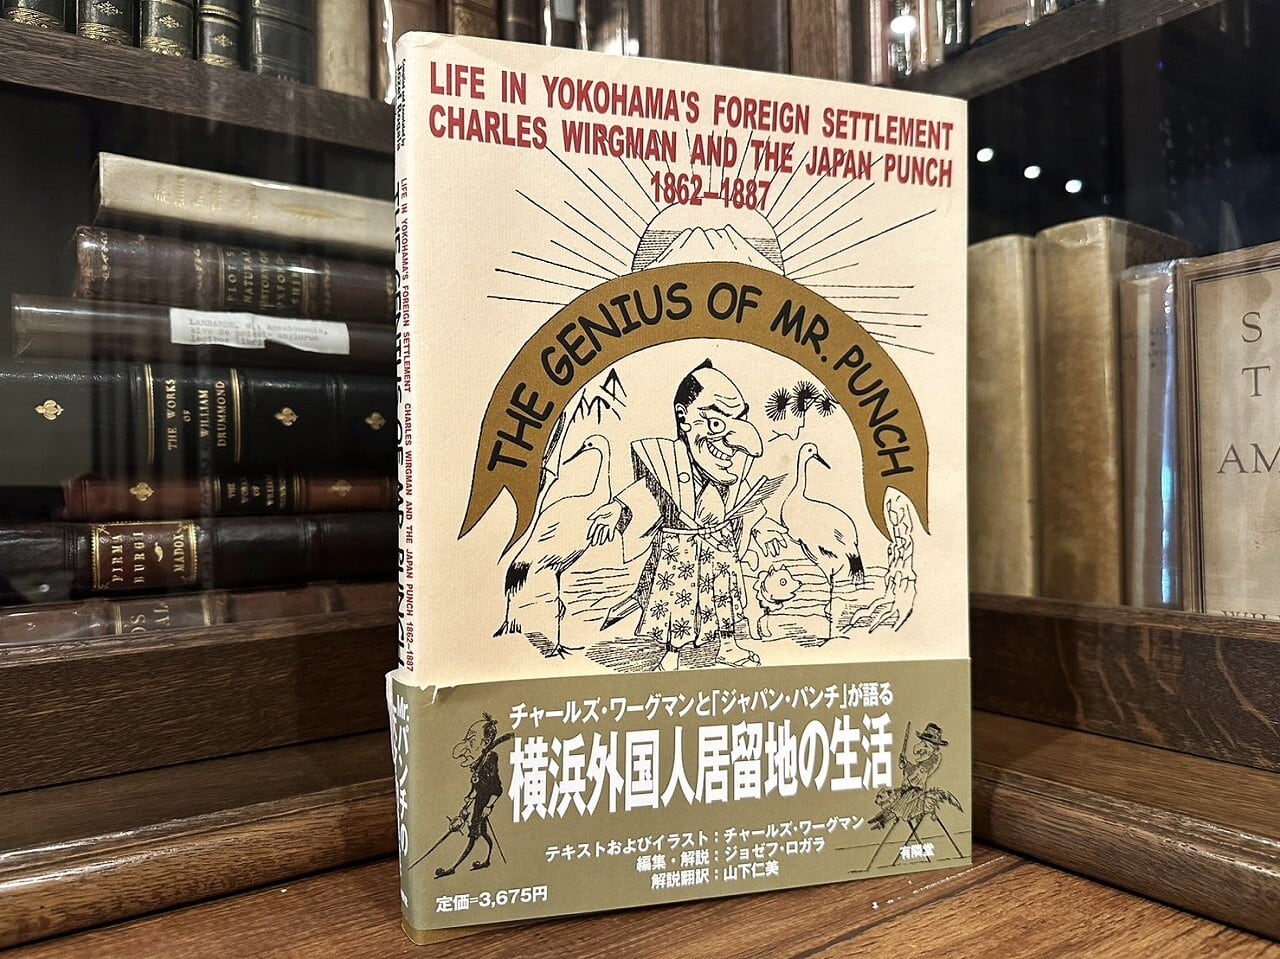 LIFE IN YOKOHAMA'S FOREIGN SETTLEMENT
CHARLES WIRGMAN AND THE JAPAN PUNCH
1862–1887
THE GENIUS OF MR. PUNCH
チャールズ・ワーグマンと「ジャパン・パンチ」が語る
横浜外国人居留地の生活
テキストおよびイラスト：チャールズ・ワーグマン
編集・解説：ジョゼフ・ロガラ
解説翻訳：山下仁美
有隣堂
定価=3,675円
LIFE IN YOKOHAMA'S FOREIGN SETTLEMENT CHARLES WIRGMAN AND THE JAPAN PUNCH 1862–1887
THE WORKS
OF
WILLIAM
DRUMMOND
PIRMA
BURGI
MADOX